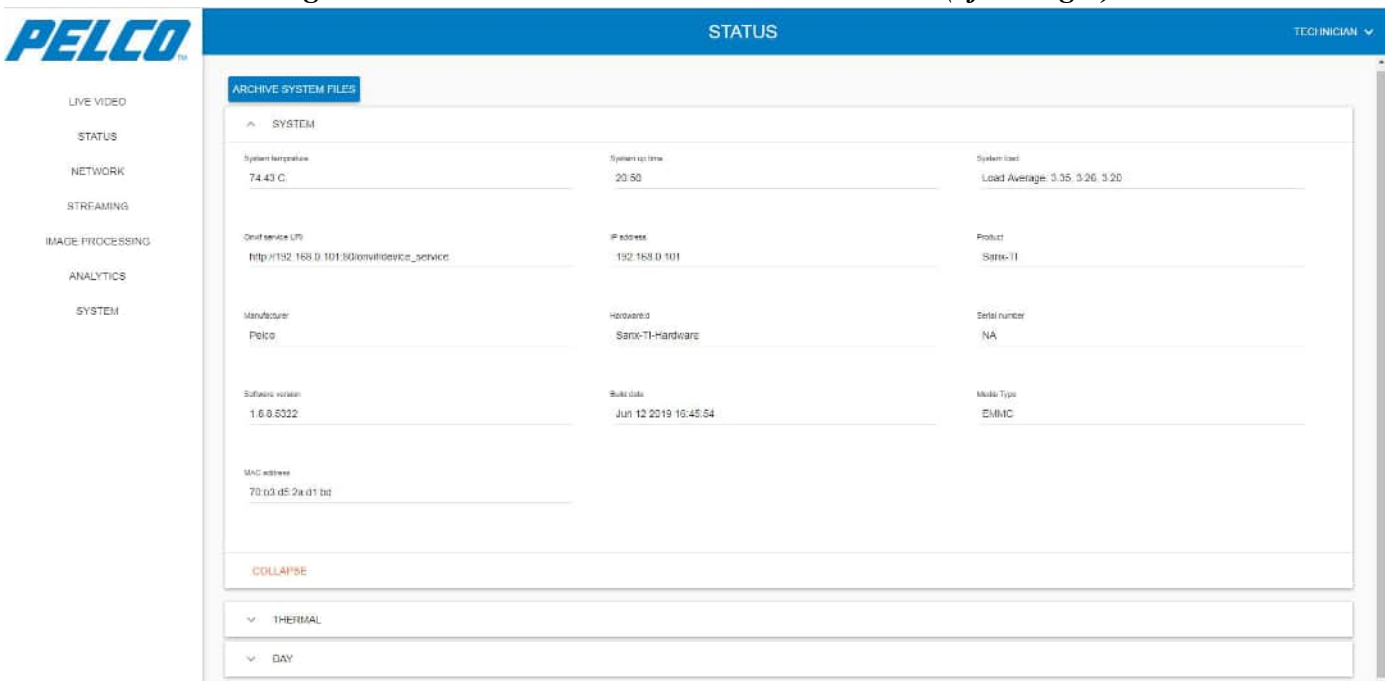 PELCO
TM
STATUS
TECHNICIAN
LIVE VIDEO
STATUS
NETWORK
STREAMING
IMAGE PROCESSING
ANALYTICS
SYSTEM
ARCHIVE SYSTEM FILES
SYSTEM
System temprature
System up time
System load
74.43 C
20:50
Load Average: 3.35, 3.26, 3.20
Onvif service URI
IP address
Product
http://192.168.0.101:80/onvif/device_service
192.168.0.101
Sarix-TI
Manufacturer
HardwareId
Serial number
Pelco
Sarix-TI-Hardware
NA
Software version
Build date
Media Type
1.8.8.5322
Jun 12 2019 16:45:54
EMMC
MAC address
70:b3:d5:2a:d1:bd
COLLAPSE
THERMAL
DAY